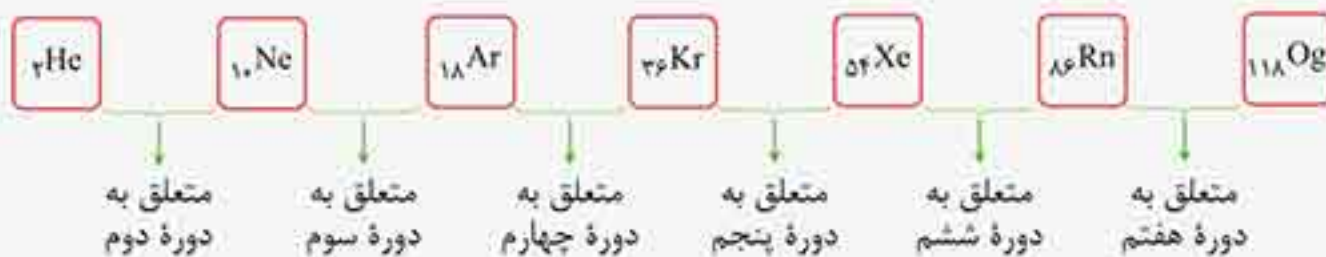 ₂He ₁₀Ne ₁₈Ar ₃₆Kr ₅₄Xe ₈₆Rn ₁₁₈Og
متعلق به دورهٔ دوم
متعلق به دورهٔ سوم
متعلق به دورهٔ چهارم
متعلق به دورهٔ پنجم
متعلق به دورهٔ ششم
متعلق به دورهٔ هفتم